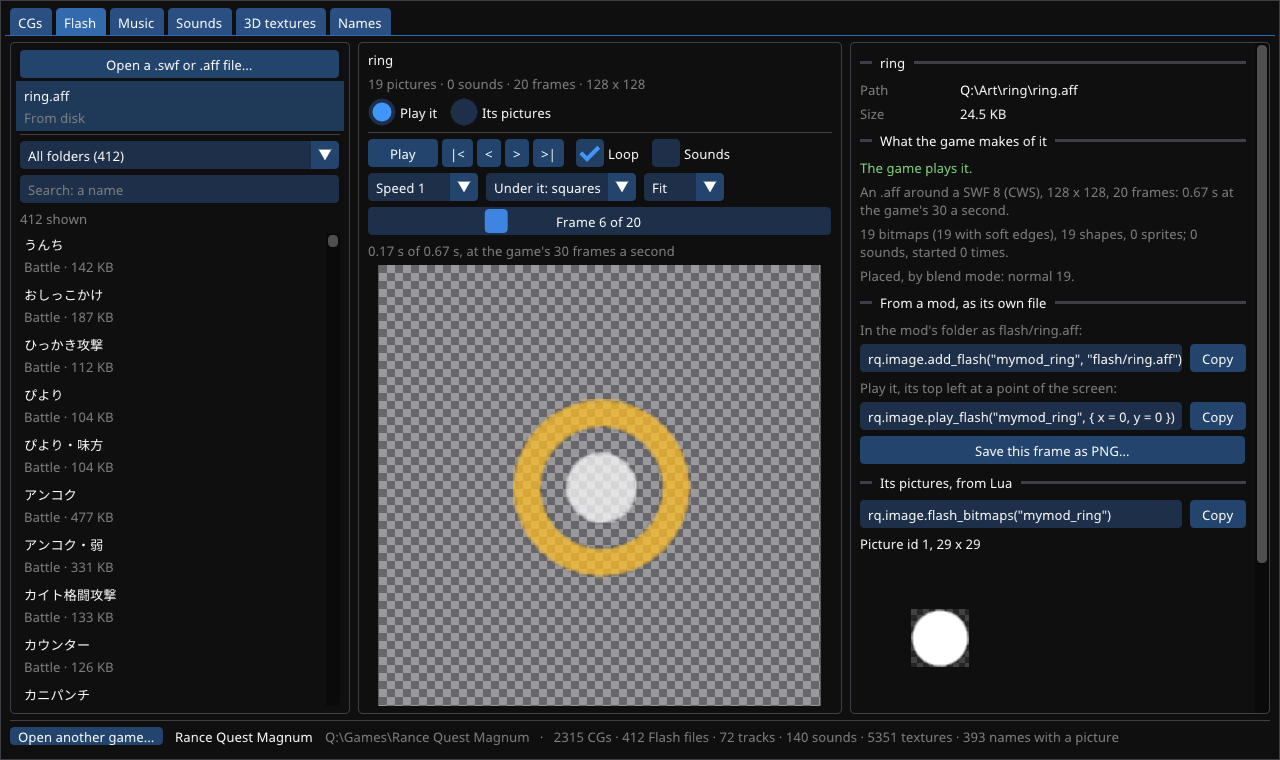 CGs Flash Music Sounds 3D textures Names
Open a .swf or .aff file...
ring.aff
From disk
All folders (412)
Search: a name
412 shown
うんち
Battle · 142 KB
おしっこかけ
Battle · 187 KB
ひっかき攻撃
Battle · 112 KB
ぴより
Battle · 104 KB
ぴより・味方
Battle · 104 KB
アンコク
Battle · 477 KB
アンコク・弱
Battle · 331 KB
カイト格闘攻撃
Battle · 133 KB
カウンター
Battle · 126 KB
カニパンチ
ring
19 pictures · 0 sounds · 20 frames · 128 x 128
Play it Its pictures
Play |< < > >| Loop Sounds
Speed 1 Under it: squares Fit
Frame 6 of 20
0.17 s of 0.67 s, at the game's 30 frames a second
ring
Path Q:\Art\ring\ring.aff
Size 24.5 KB
What the game makes of it
The game plays it.
An .aff around a SWF 8 (CWS), 128 x 128, 20 frames: 0.67 s at
the game's 30 a second.
19 bitmaps (19 with soft edges), 19 shapes, 0 sprites; 0
sounds, started 0 times.
Placed, by blend mode: normal 19.
From a mod, as its own file
In the mod's folder as flash/ring.aff:
rq.image.add_flash("mymod_ring", "flash/ring.aff") Copy
Play it, its top left at a point of the screen:
rq.image.play_flash("mymod_ring", { x = 0, y = 0 }) Copy
Save this frame as PNG...
Its pictures, from Lua
rq.image.flash_bitmaps("mymod_ring") Copy
Picture id 1, 29 x 29
Open another game... Rance Quest Magnum Q:\Games\Rance Quest Magnum · 2315 CGs · 412 Flash files · 72 tracks · 140 sounds · 5351 textures · 393 names with a picture